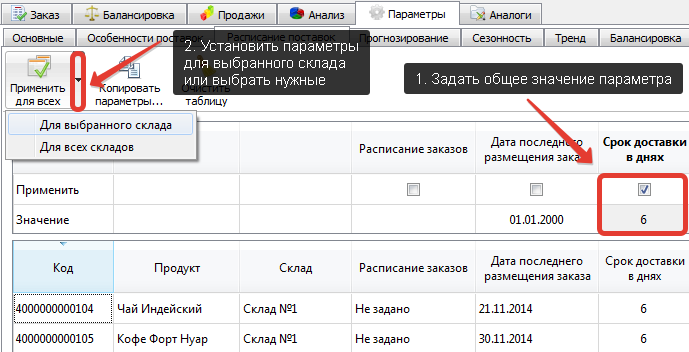 Заказ Балансировка Продажи Анализ Параметры Аналоги
Основные Особенности поставок Расписание поставок Прогнозирование Сезонность Тренд Балансировка
2. Установить параметры
для выбранного склада
или выбрать нужные
1. Задать общее значение параметра
Применить
для всех
Копировать
параметры...
Очистить
таблицу
Для выбранного склада
Для всех складов
Расписание заказов Дата последнего размещения заказа Срок доставки в днях
Применить
Значение 01.01.2000 6
Код Продукт Склад Расписание заказов Дата последнего размещения заказа Срок доставки в днях
4000000000104 Чай Индейский Склад №1 Не задано 21.11.2014 6
4000000000105 Кофе Форт Нуар Склад №1 Не задано 30.11.2014 6